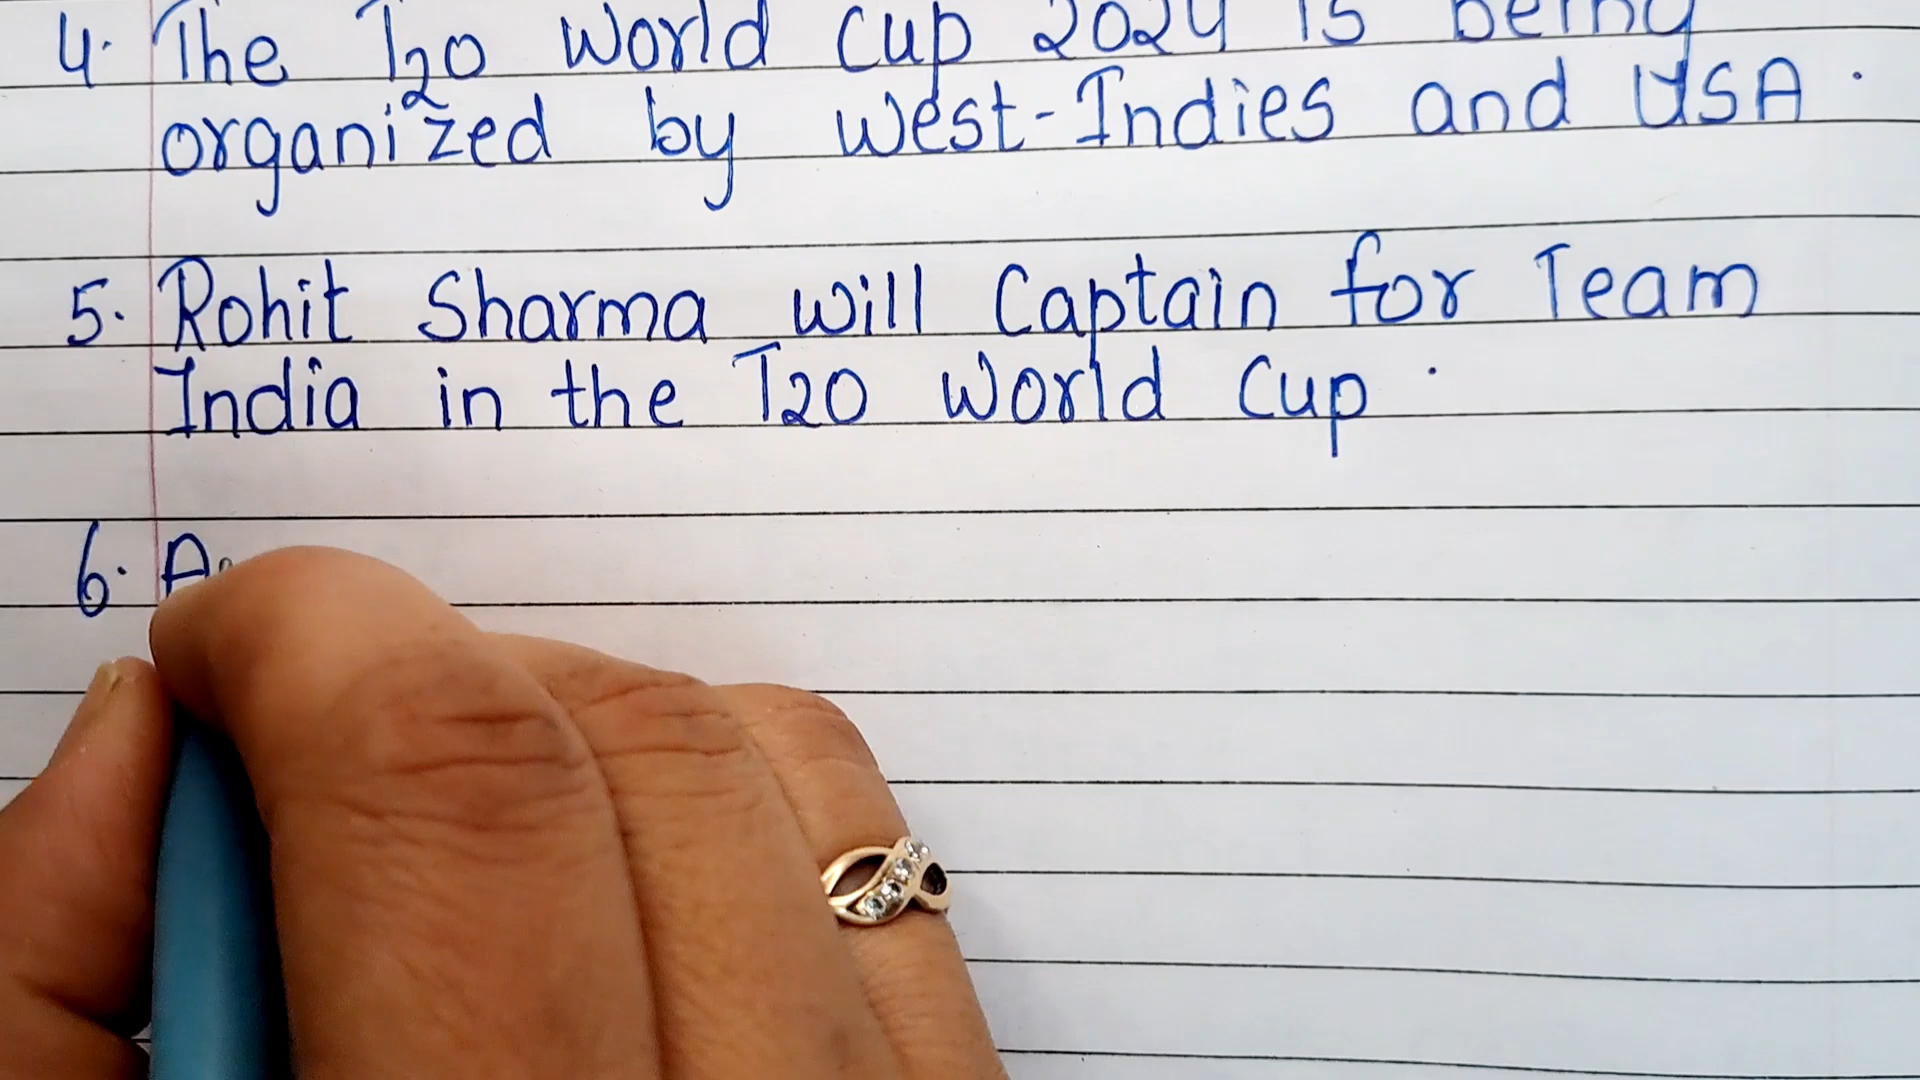 4. The T20 World Cup 2024 is being
organized by West-Indies and USA.
5. Rohit Sharma will Captain for Team
India in the T20 World Cup.
6.